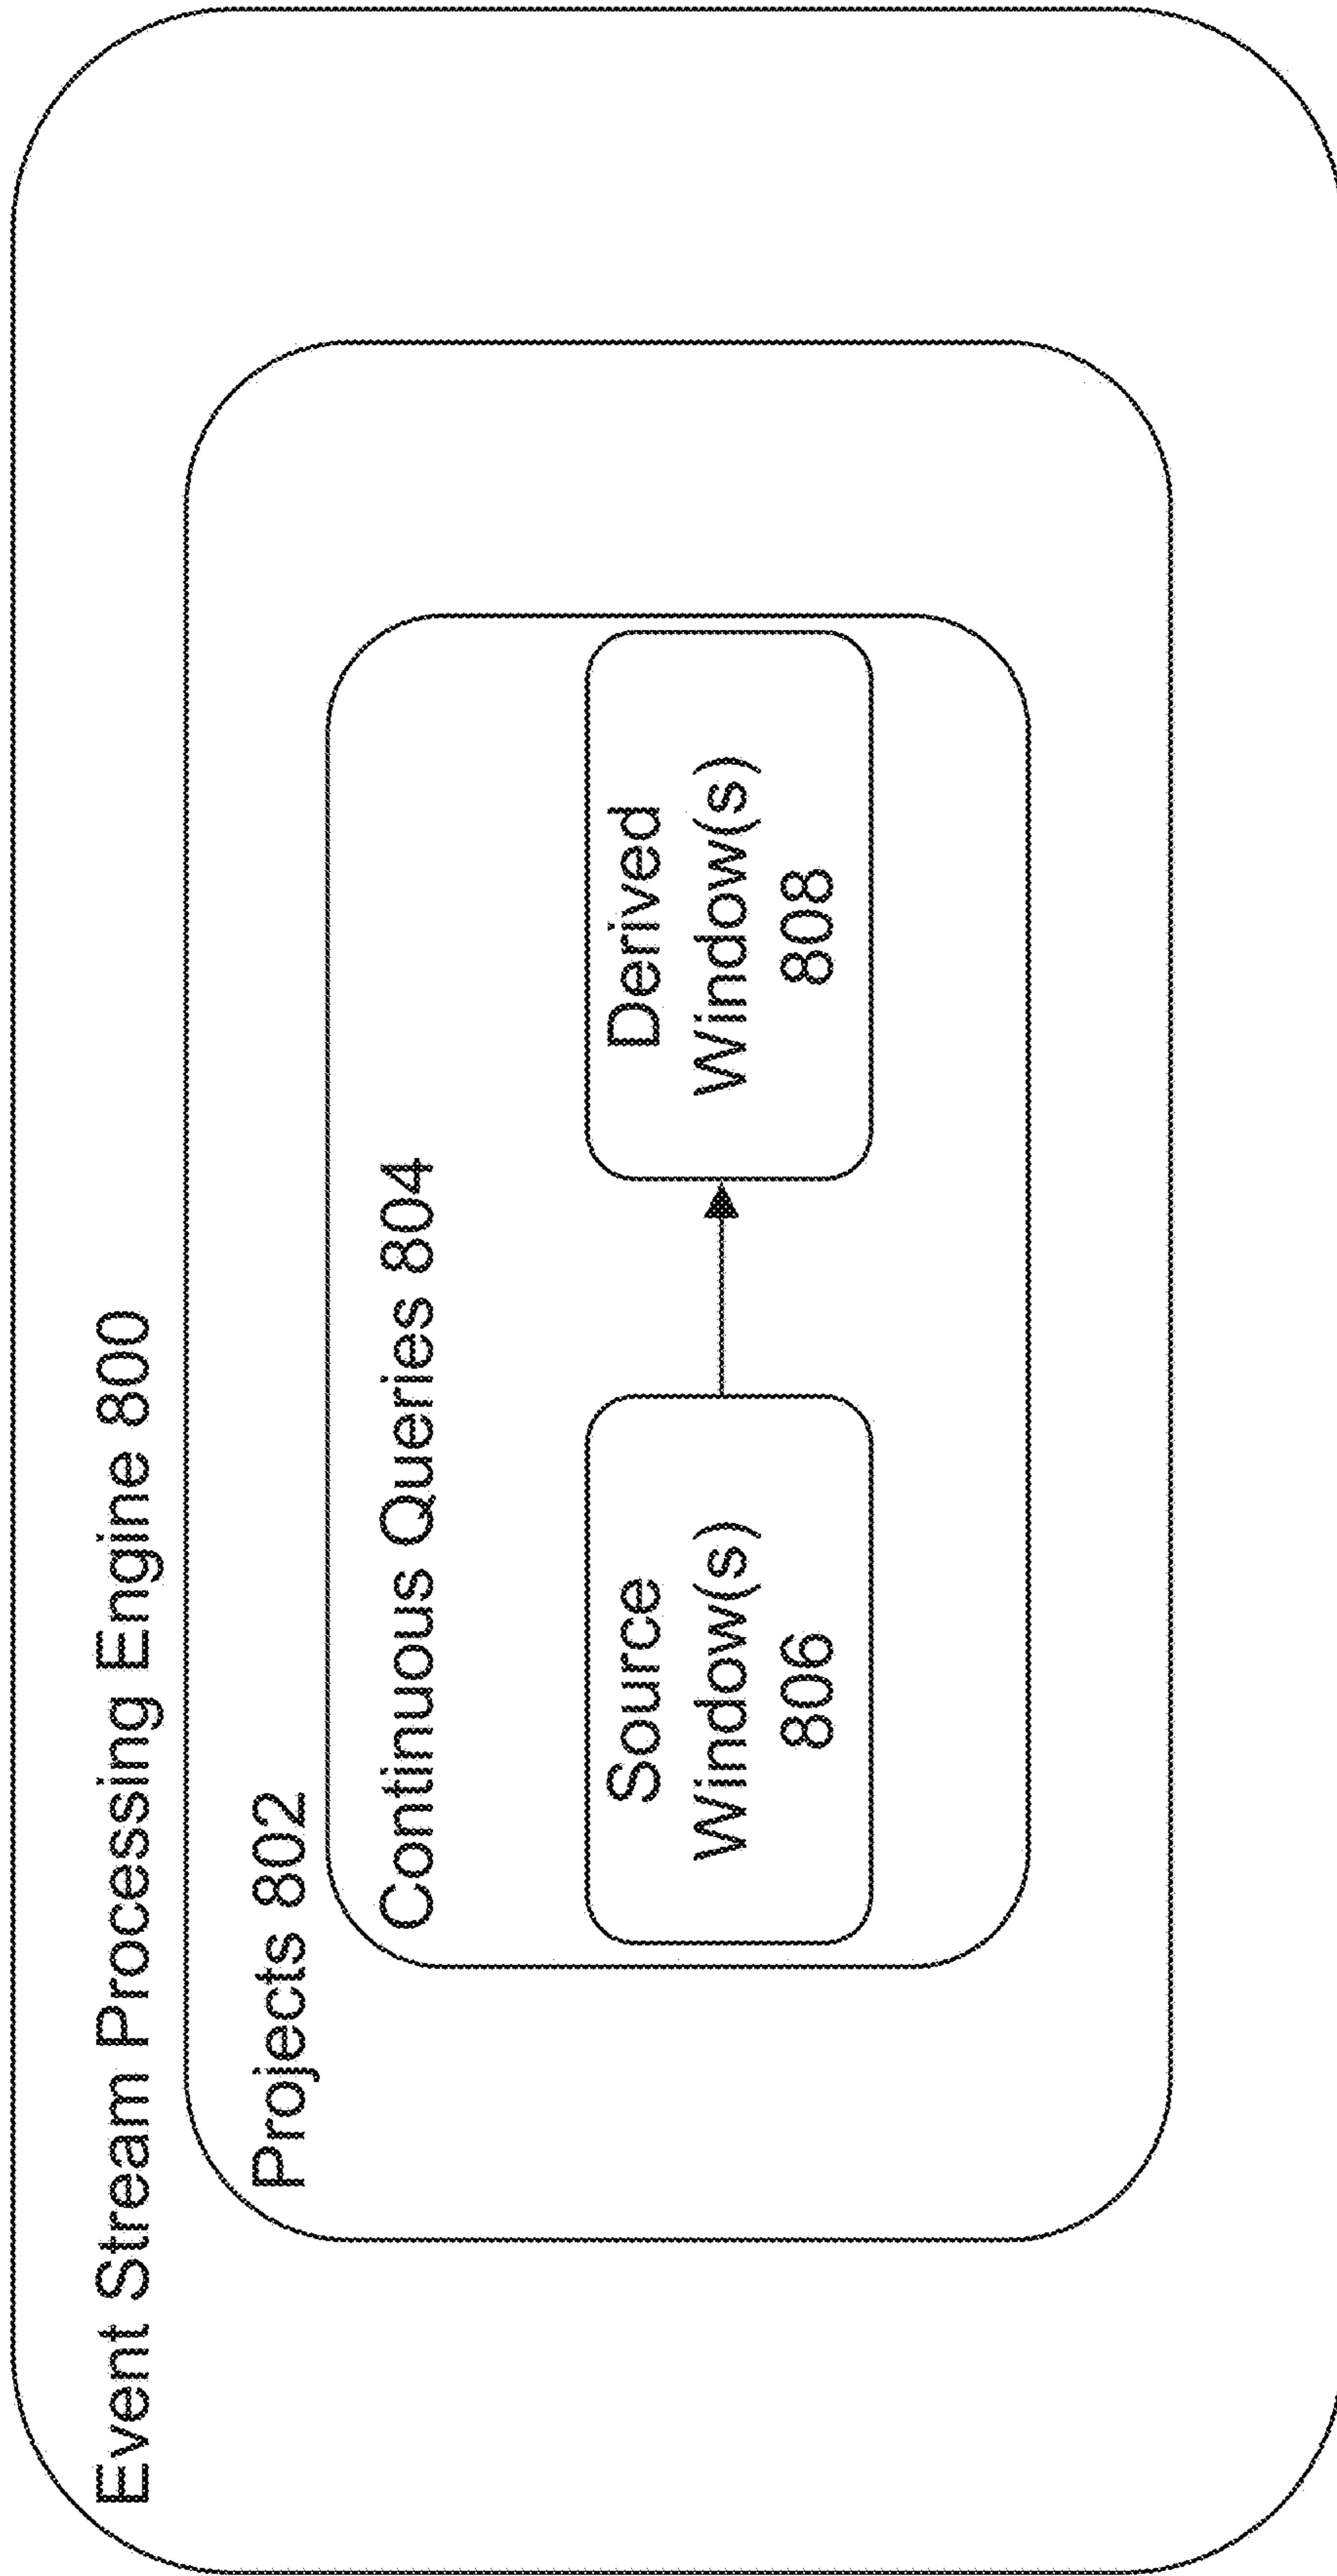 Event Stream Processing Engine 800
Projects 802
Continuous Queries 804
Source
Window(s)
806
Derived
Window(s)
808